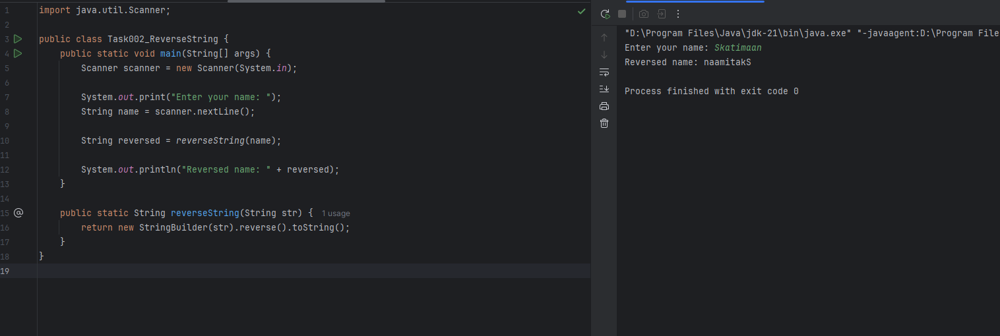 1 import java.util.Scanner;
2
3 public class Task002_ReverseString {
4 public static void main(String[] args) {
5 Scanner scanner = new Scanner(System.in);
6
7 System.out.print("Enter your name: ");
8 String name = scanner.nextLine();
9
10 String reversed = reverseString(name);
11
12 System.out.println("Reversed name: " + reversed);
13 }
14
15 @ public static String reverseString(String str) { 1 usage
16 return new StringBuilder(str).reverse().toString();
17 }
18 }
19
"D:\Program Files\Java\jdk-21\bin\java.exe" "-javaagent:D:\Program File
Enter your name: Skatimaan
Reversed name: naamitakS
Process finished with exit code 0